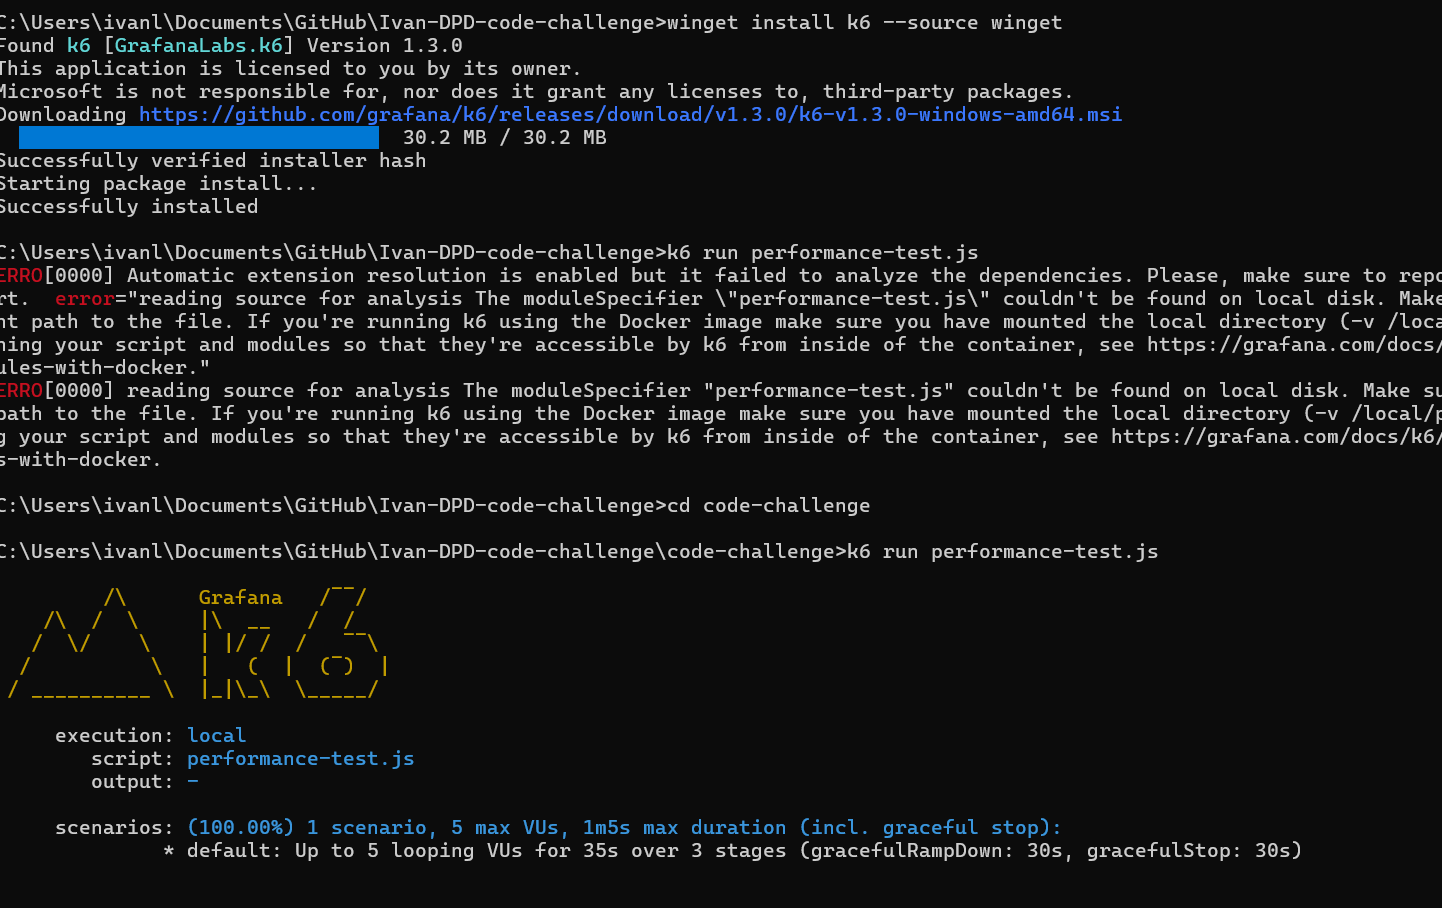 C:\Users\ivanl\Documents\GitHub\Ivan-DPD-code-challenge>winget install k6 --source winget
Found k6 [GrafanaLabs.k6] Version 1.3.0
This application is licensed to you by its owner.
Microsoft is not responsible for, nor does it grant any licenses to, third-party packages.
Downloading https://github.com/grafana/k6/releases/download/v1.3.0/k6-v1.3.0-windows-amd64.msi
30.2 MB / 30.2 MB
Successfully verified installer hash
Starting package install...
Successfully installed
C:\Users\ivanl\Documents\GitHub\Ivan-DPD-code-challenge>k6 run performance-test.js
ERRO[0000] Automatic extension resolution is enabled but it failed to analyze the dependencies. Please, make sure to repo
rt.  error="reading source for analysis The moduleSpecifier \"performance-test.js\" couldn't be found on local disk. Make
nt path to the file. If you're running k6 using the Docker image make sure you have mounted the local directory (-v /loca
ning your script and modules so that they're accessible by k6 from inside of the container, see https://grafana.com/docs/
ules-with-docker."
ERRO[0000] reading source for analysis The moduleSpecifier "performance-test.js" couldn't be found on local disk. Make su
path to the file. If you're running k6 using the Docker image make sure you have mounted the local directory (-v /local/p
g your script and modules so that they're accessible by k6 from inside of the container, see https://grafana.com/docs/k6/
s-with-docker.
C:\Users\ivanl\Documents\GitHub\Ivan-DPD-code-challenge>cd code-challenge
C:\Users\ivanl\Documents\GitHub\Ivan-DPD-code-challenge\code-challenge>k6 run performance-test.js
Grafana
execution: local
script: performance-test.js
output: -
scenarios: (100.00%) 1 scenario, 5 max VUs, 1m5s max duration (incl. graceful stop):
* default: Up to 5 looping VUs for 35s over 3 stages (gracefulRampDown: 30s, gracefulStop: 30s)